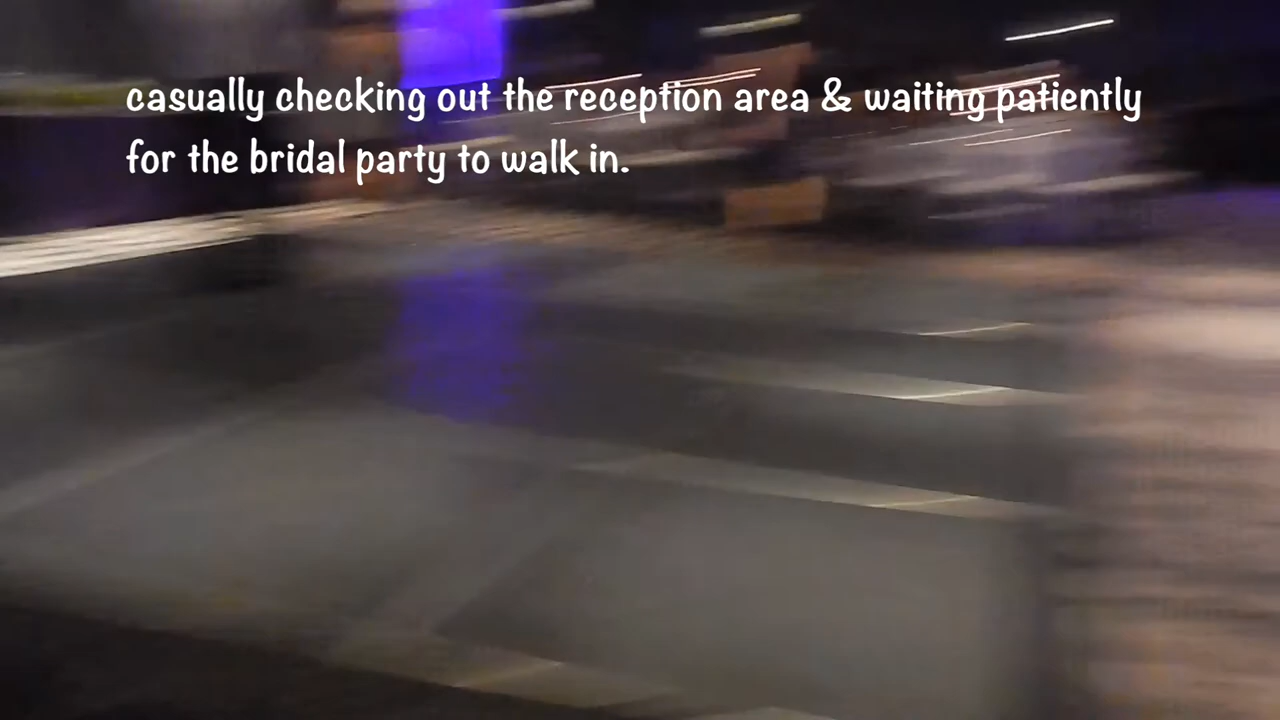 casually checking out the reception area & waiting patiently
for the bridal party to walk in.